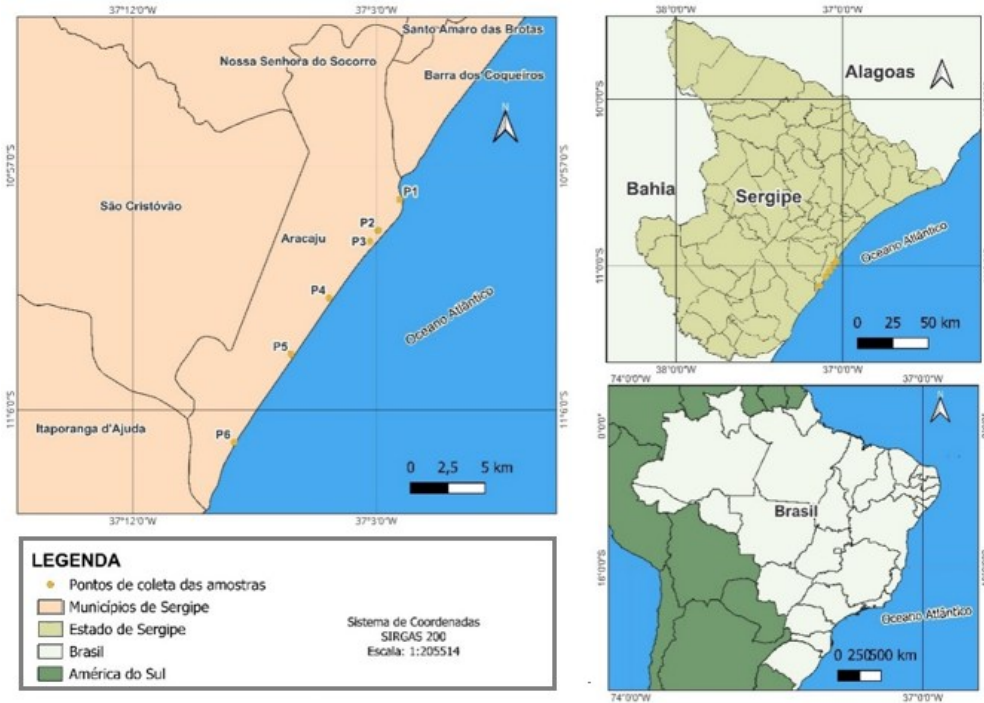 37°12'0"W
37°3'0"W
Santo Amaro das Brotas
Nossa Senhora do Socorro
Barra dos Coqueiros
N
10°57'0"S
10°57'0"S
São Cristóvão
P1
P2
Aracaju
P3
P4
Oceano Atlântico
P5
11°6'0"S
11°6'0"S
Itaporanga d'Ajuda
P6
0 2,5 5 km
37°12'0"W
37°3'0"W
LEGENDA
Pontos de coleta das amostras
Municípios de Sergipe
Estado de Sergipe
Brasil
América do Sul
Sistema de Coordenadas
SIRGAS 200
Escala: 1:205514
38°0'0"W
37°0'0"W
Alagoas
10°0'0"S
10°0'0"S
Bahia
Sergipe
Oceano Atlântico
11°0'0"S
11°0'0"S
0 25 50 km
38°0'0"W
37°0'0"W
74°0'0"W
37°0'0"W
Brasil
Oceano Atlântico
0 250500 km
74°0'0"W
37°0'0"W